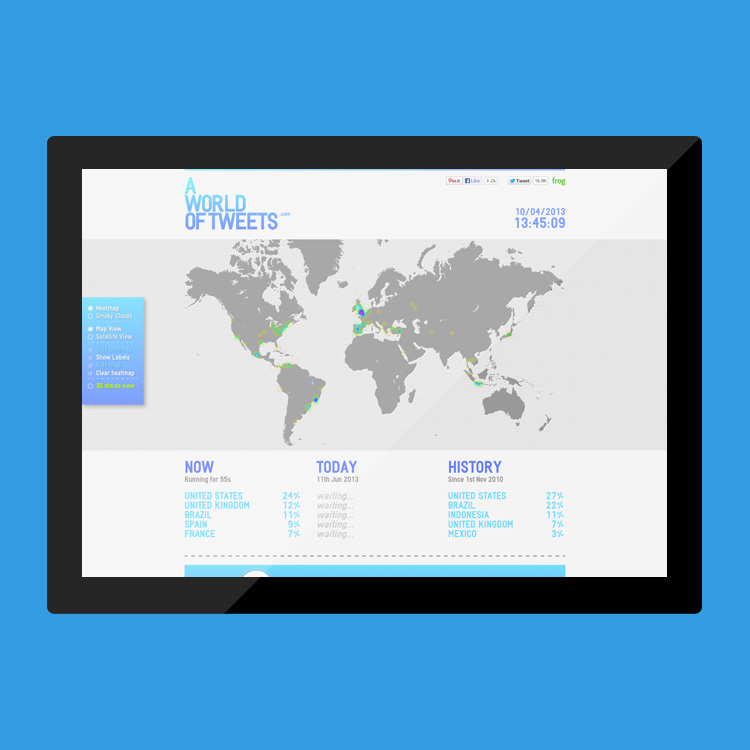 A
WORLD
OF TWEETS .com
Pin it Like 3.2k Tweet 16.9K frog
10/04/2013
13:45:09
Heatmap
Smoky Clouds
Map View
Satellite View
Show Labels
Clear heatmap
3D stereo view
NOW
Running for 55s
UNITED STATES 24%
UNITED KINGDOM 12%
BRAZIL 11%
SPAIN 9%
FRANCE 7%
TODAY
11th Jun 2013
waiting...
waiting...
waiting...
waiting...
waiting...
HISTORY
Since 1st Nov 2010
UNITED STATES 27%
BRAZIL 22%
INDONESIA 11%
UNITED KINGDOM 7%
MEXICO 3%